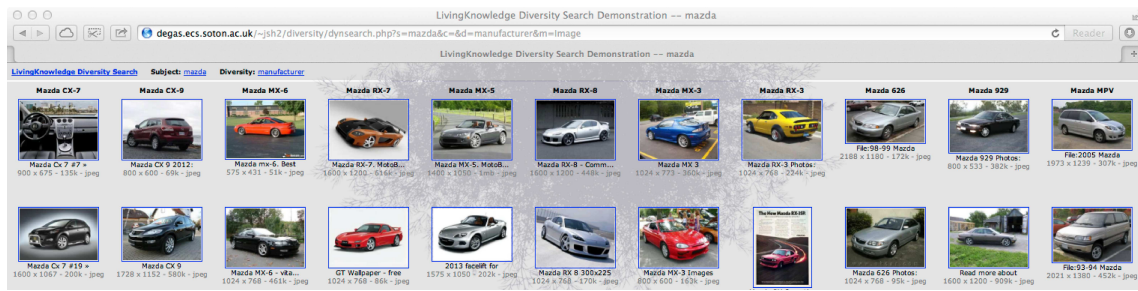 LivingKnowledge Diversity Search Demonstration -- mazda
degas.ecs.soton.ac.uk/~jsh2/diversity/dynsearch.php?s=mazda&c=&d=manufacturer&m=Image
Reader
LivingKnowledge Diversity Search Demonstration -- mazda
LivingKnowledge Diversity Search Subject: mazda Diversity: manufacturer
Mazda CX-7 Mazda CX-9 Mazda MX-6 Mazda RX-7 Mazda MX-5 Mazda RX-8 Mazda MX-3 Mazda RX-3 Mazda 626 Mazda 929 Mazda MPV
Mazda Cx 7 #7 » Mazda CX 9 2012: Mazda mx-6. Best Mazda RX-7. MotoB... Mazda MX-5. MotoB... Mazda RX-8 - Comm... Mazda MX 3 Mazda RX-3 Photos: File:98-99 Mazda Mazda 929 Photos: File:2005 Mazda
900 x 675 - 135k - jpeg 800 x 600 - 69k - jpeg 575 x 431 - 51k - jpeg 1600 x 1200 - 616k - jpeg 1400 x 1050 - 1mb - jpeg 1600 x 1200 - 448k - jpeg 1024 x 773 - 360k - jpeg 1024 x 768 - 224k - jpeg 2188 x 1180 - 172k - jpeg 800 x 533 - 382k - jpeg 1973 x 1239 - 307k - jpeg
The New Mazda RX-3SP.
Mazda Cx 7 #19 » Mazda CX 9 Mazda MX-6 - vita... GT Wallpaper - free 2013 facelift for Mazda RX 8 300x225 Mazda MX-3 Images Mazda 626 Photos: Read more about File:93-94 Mazda
1600 x 1067 - 200k - jpeg 1728 x 1152 - 580k - jpeg 1024 x 768 - 461k - jpeg 1024 x 768 - 86k - jpeg 1575 x 1050 - 202k - jpeg 1024 x 768 - 170k - jpeg 800 x 600 - 163k - jpeg 1024 x 768 - 95k - jpeg 1600 x 1200 - 909k - jpeg 2021 x 1380 - 452k - jpeg